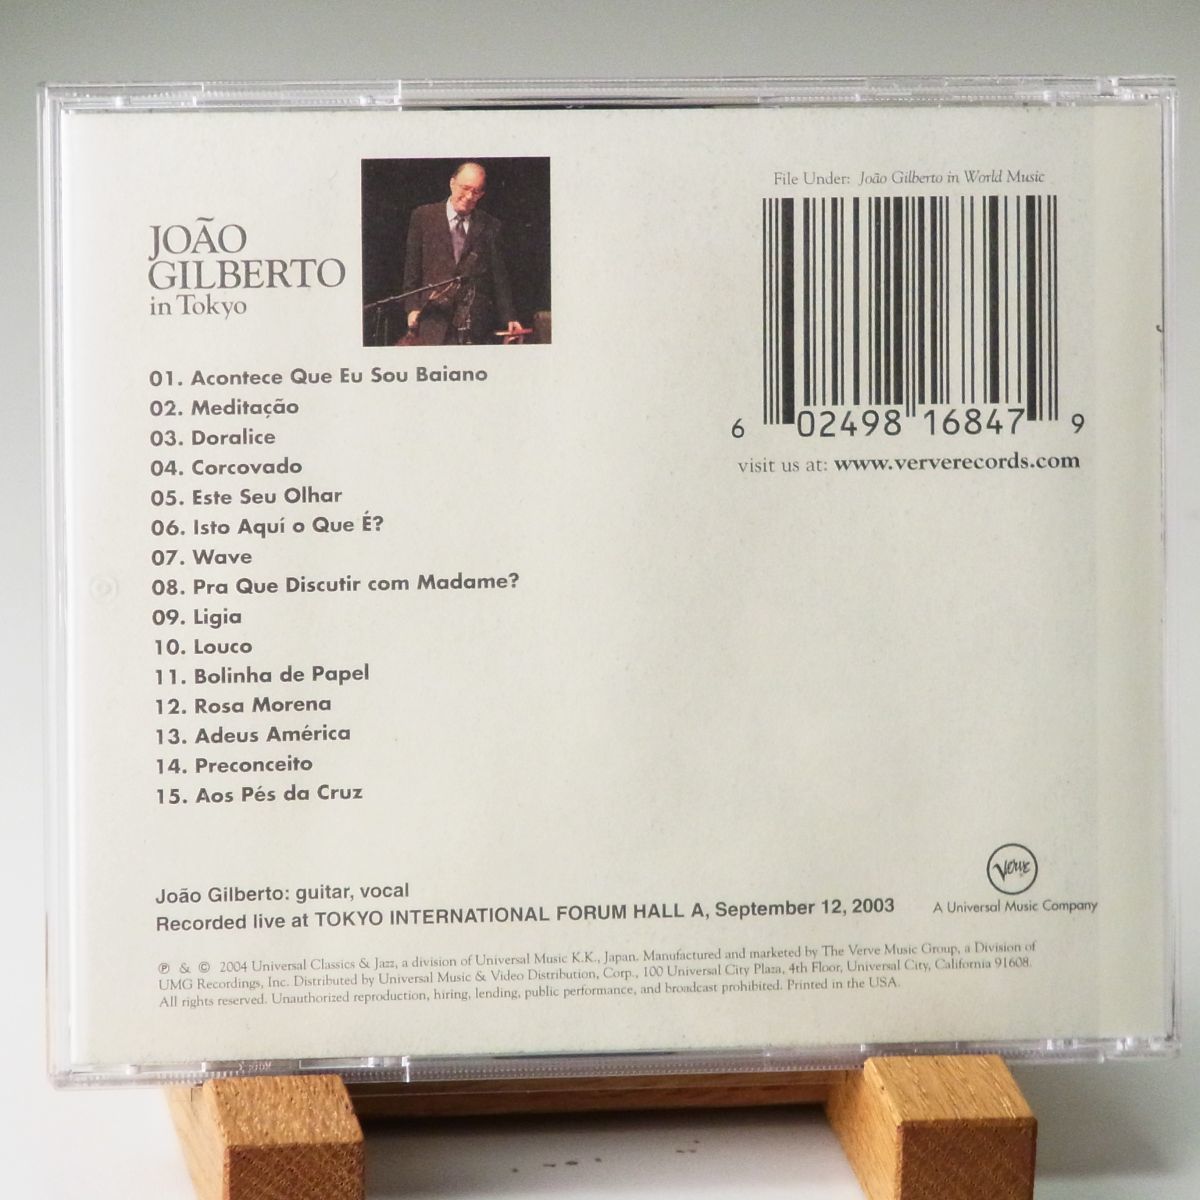 JOÃO
GILBERTO
in Tokyo
File Under: João Gilberto in World Music
6 02498 16847 9
visit us at: www.ververecords.com
01. Acontece Que Eu Sou Baiano
02. Meditação
03. Doralice
04. Corcovado
05. Este Seu Olhar
06. Isto Aquí o Que É?
07. Wave
08. Pra Que Discutir com Madame?
09. Ligia
10. Louco
11. Bolinha de Papel
12. Rosa Morena
13. Adeus América
14. Preconceito
15. Aos Pés da Cruz
João Gilberto: guitar, vocal
Recorded live at TOKYO INTERNATIONAL FORUM HALL A, September 12, 2003
Verve
A Universal Music Company
℗ & © 2004 Universal Classics & Jazz, a division of Universal Music K.K., Japan. Manufactured and marketed by The Verve Music Group, a Division of
UMG Recordings, Inc. Distributed by Universal Music & Video Distribution, Corp., 100 Universal City Plaza, 4th Floor, Universal City, California 91608.
All rights reserved. Unauthorized reproduction, hiring, lending, public performance, and broadcast prohibited. Printed in the USA.